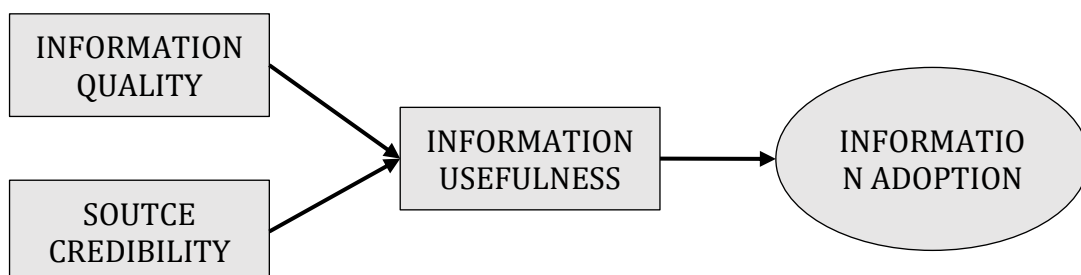 INFORMATION
QUALITY
SOUTCE
CREDIBILITY
INFORMATION
USEFULNESS
INFORMATIO
N ADOPTION